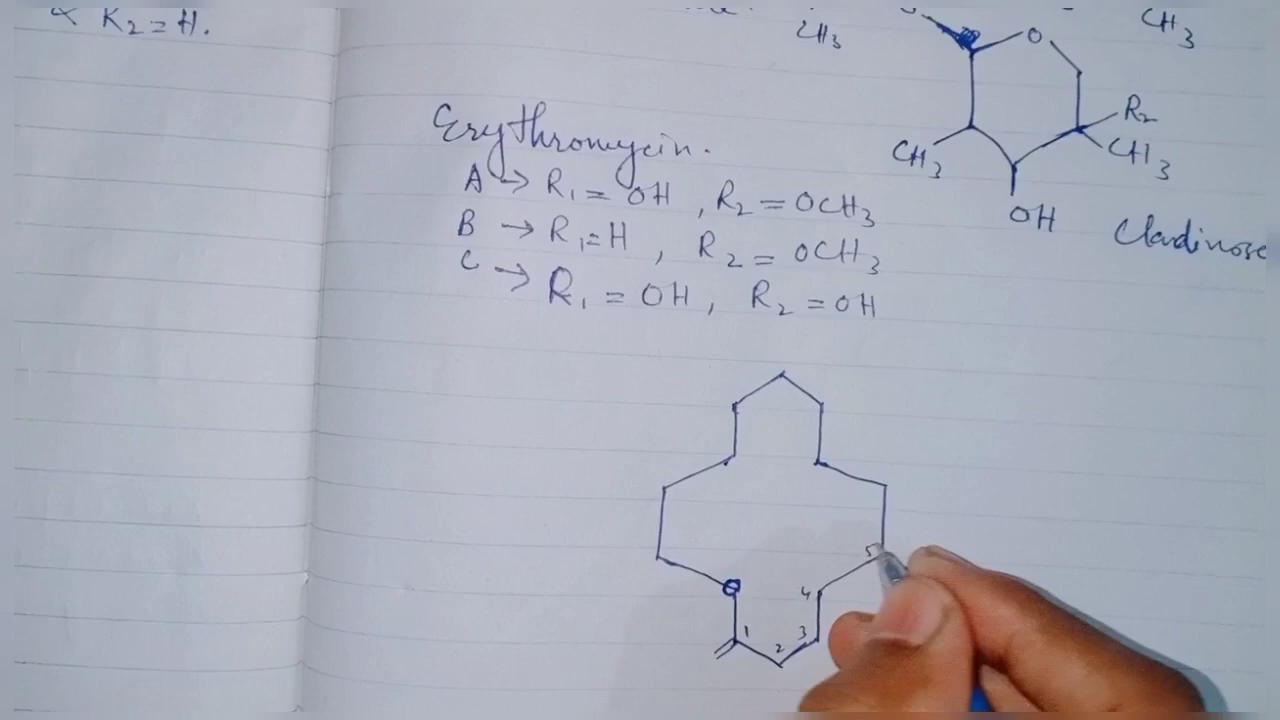 & R₂ = H.
CH₃
CH₃
O
R₂
CH₃
CH₃
OH
Cladinose
Erythromycin.
A → R₁ = OH, R₂ = OCH₃
B → R₁ = H, R₂ = OCH₃
C → R₁ = OH, R₂ = OH
5
4
O
1
3
2